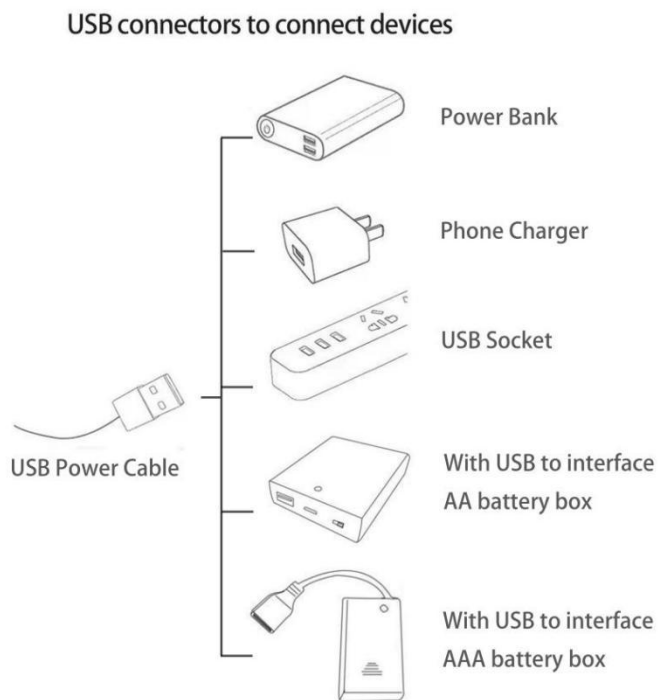 USB connectors to connect devices
Power Bank
Phone Charger
USB Socket
USB Power Cable
With USB to interface
AA battery box
With USB to interface
AAA battery box